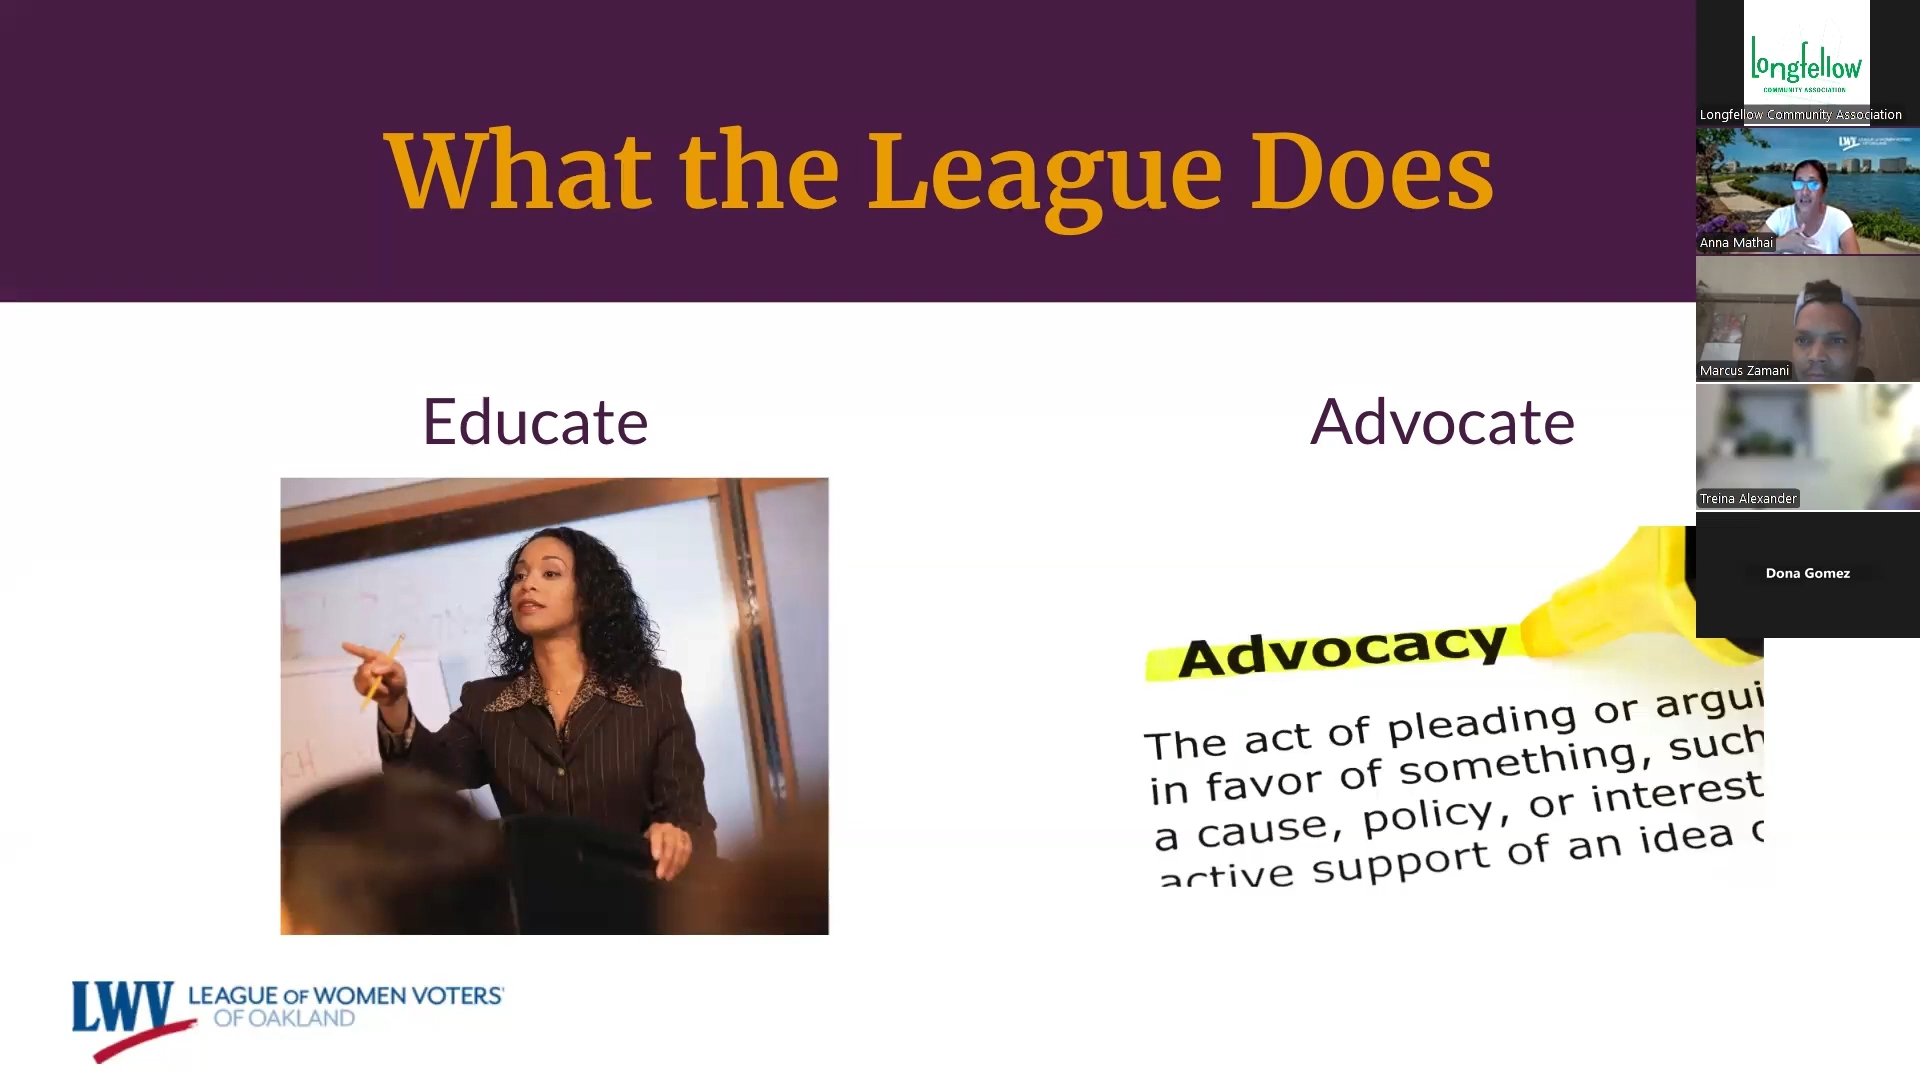 What the League Does
Educate
Advocate
Advocacy
The act of pleading or argui
in favor of something, such
a cause, policy, or interest
active support of an idea
LWV LEAGUE OF WOMEN VOTERS
OF OAKLAND
longfellow
COMMUNITY ASSOCIATION
Longfellow Community Association
LWV
Anna Mathai
Marcus Zamani
Treina Alexander
Dona Gomez